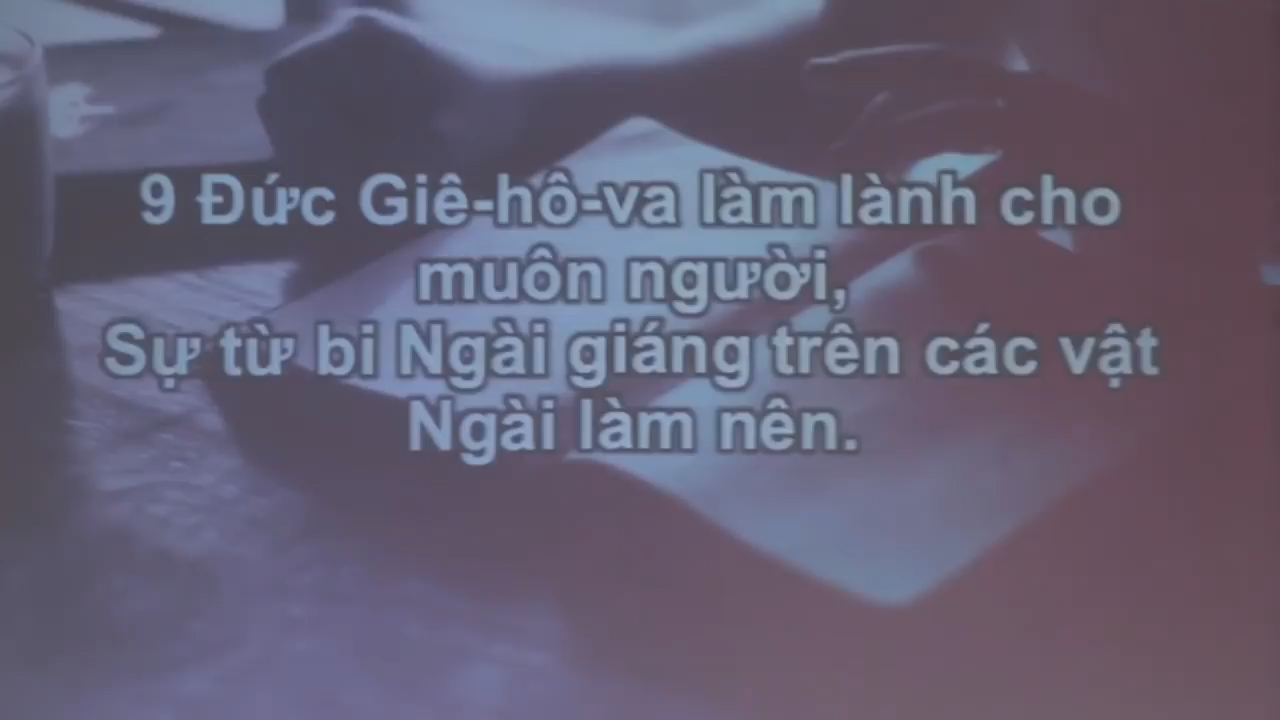 9 Đức Giê-hô-va làm lành cho
muôn người,
Sự từ bi Ngài giáng trên các vật
Ngài làm nên.